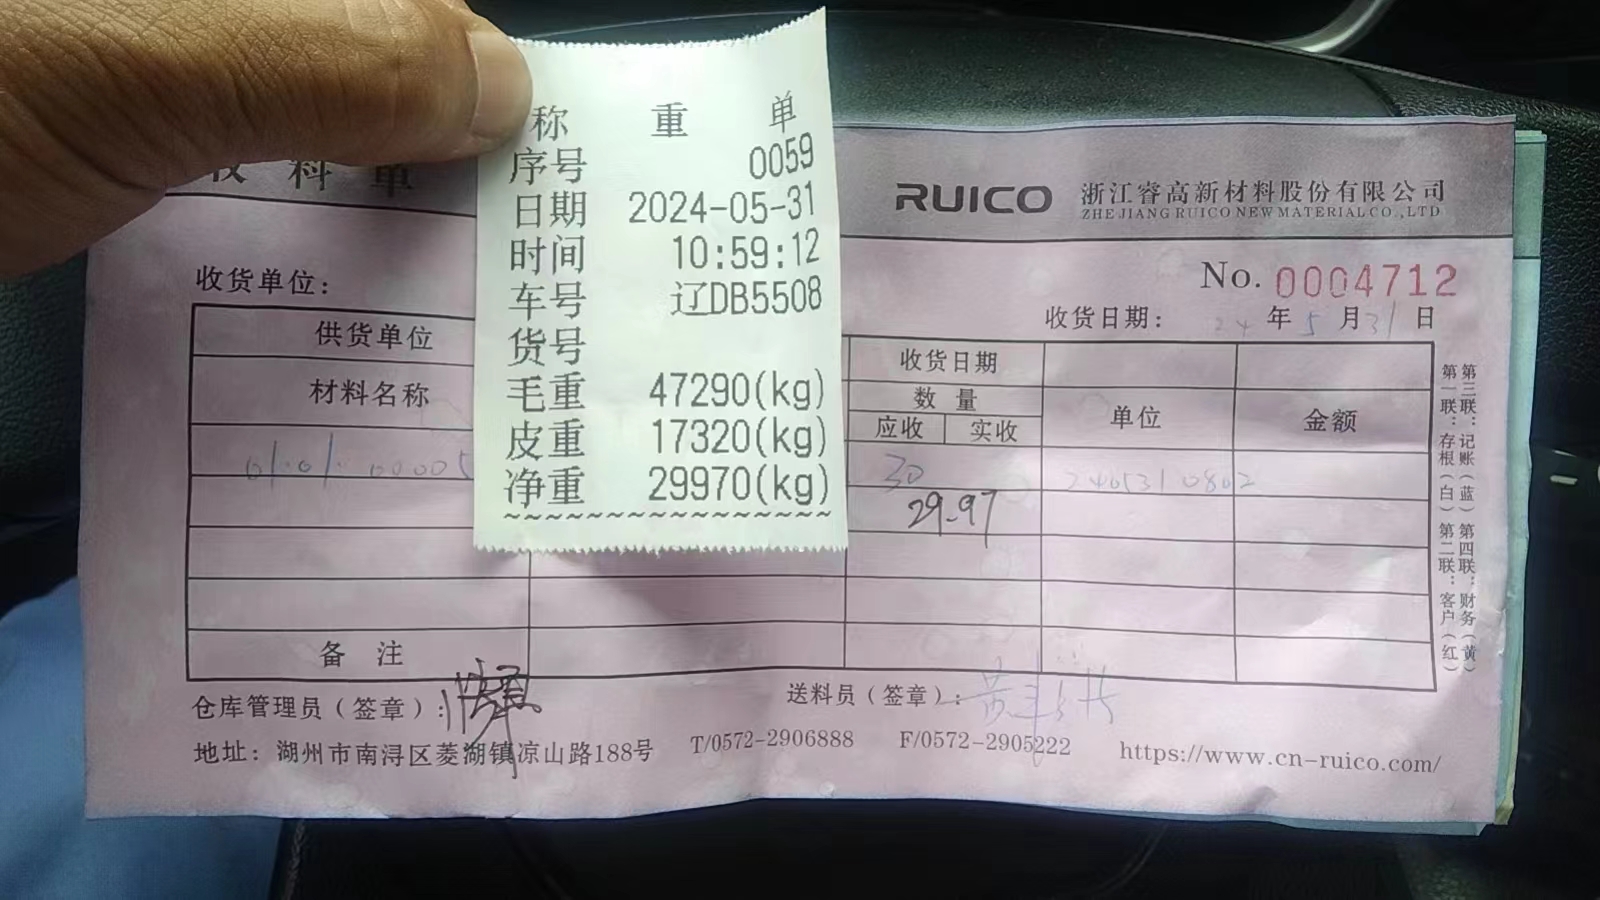 称 重 单
序号 0059
日期 2024-05-31
时间 10:59:12
车号 辽DB5508
货号
毛重 47290(kg)
皮重 17320(kg)
净重 29970(kg)
~~~~~~~~~~~~~~~~
收 料 单
RUICO 浙江睿高新材料股份有限公司
ZHEJIANG RUICO NEW MATERIAL CO.,LTD
No. 0004712
收货单位:
收货日期: 24 年 5 月 31 日
供货单位 收货日期
材料名称 数 量 单位 金额
应收 实收
01.01.00005 30 2405310802
29.97
备 注
第一联:存根(白) 第二联:客户(红)
第三联:记账(蓝) 第四联:财务(黄)
仓库管理员(签章): 送料员(签章):
地址: 湖州市南浔区菱湖镇凉山路188号 T/0572-2906888 F/0572-2905222 https://www.cn-ruico.com/